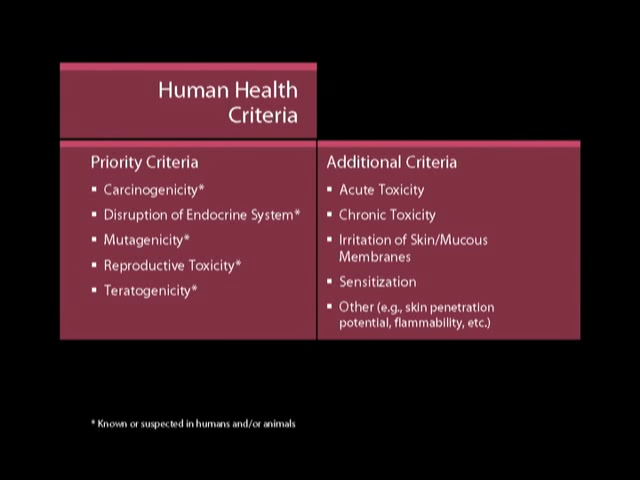 Human Health
Criteria
Priority Criteria
▪ Carcinogenicity*
▪ Disruption of Endocrine System*
▪ Mutagenicity*
▪ Reproductive Toxicity*
▪ Teratogenicity*
Additional Criteria
▪ Acute Toxicity
▪ Chronic Toxicity
▪ Irritation of Skin/Mucous
Membranes
▪ Sensitization
▪ Other (e.g., skin penetration
potential, flammability, etc.)
* Known or suspected in humans and/or animals